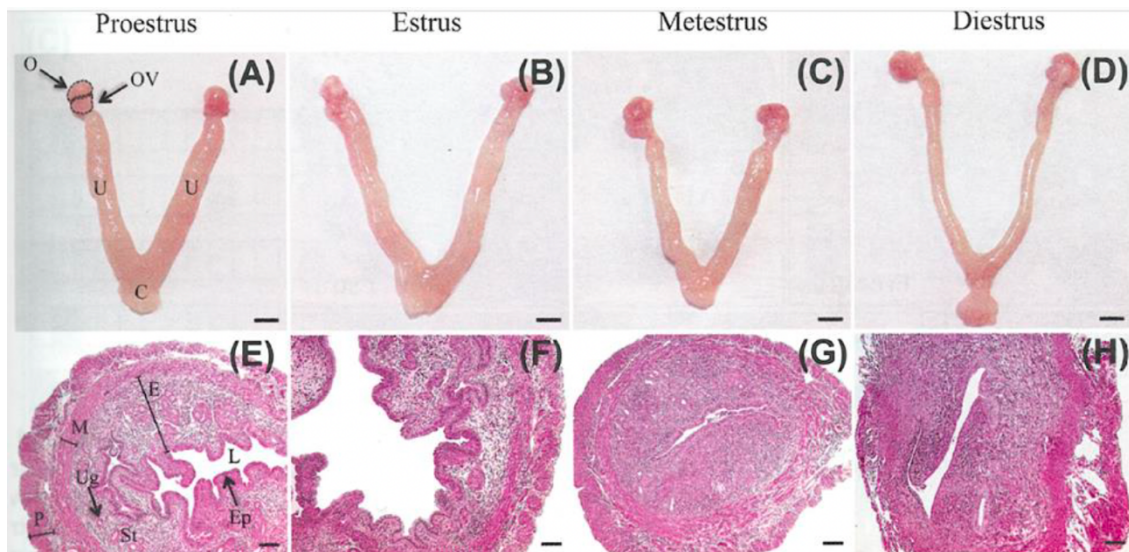 Proestrus Estrus Metestrus Diestrus
(A) (B) (C) (D)
O
OV
U U
C
(E) (F) (G) (H)
E
M
L
Ug
Ep
P
St